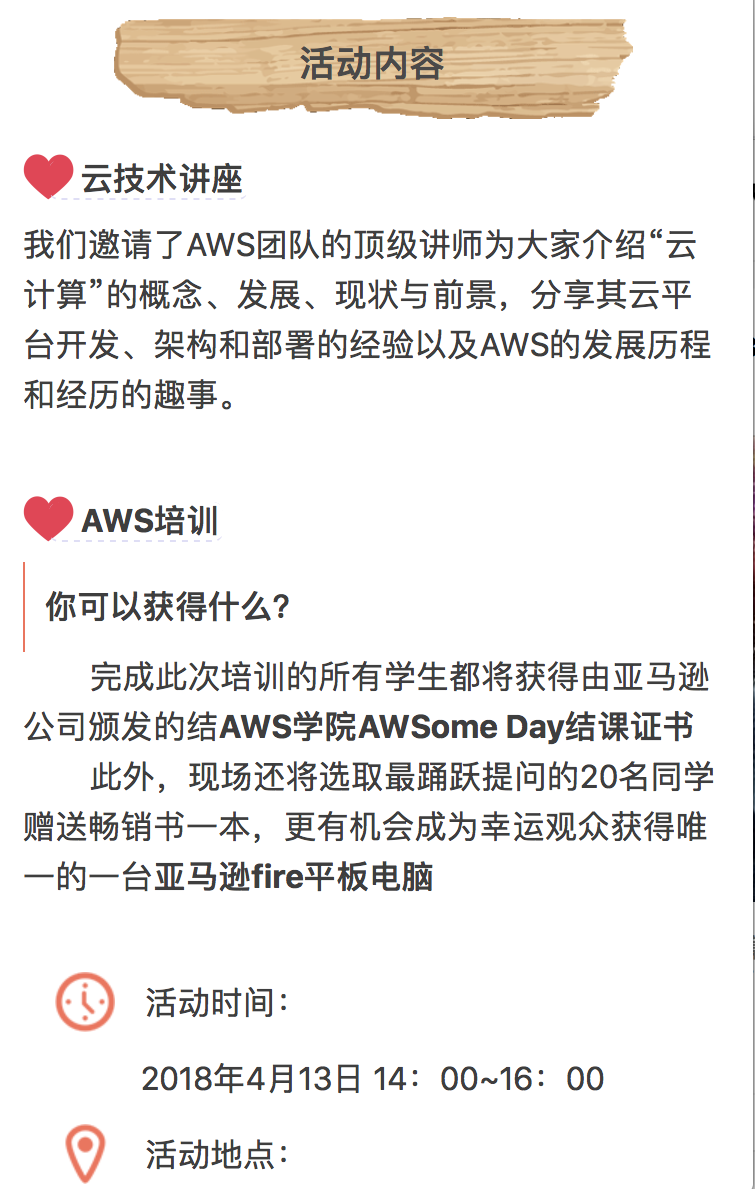 活动内容
云技术讲座
我们邀请了AWS团队的顶级讲师为大家介绍“云
计算”的概念、发展、现状与前景，分享其云平
台开发、架构和部署的经验以及AWS的发展历程
和经历的趣事。
AWS培训
你可以获得什么?
完成此次培训的所有学生都将获得由亚马逊
公司颁发的结AWS学院AWSome Day结课证书
此外，现场还将选取最踊跃提问的20名同学
赠送畅销书一本，更有机会成为幸运观众获得唯
一的一台亚马逊fire平板电脑
活动时间：
2018年4月13日 14：00~16：00
活动地点：